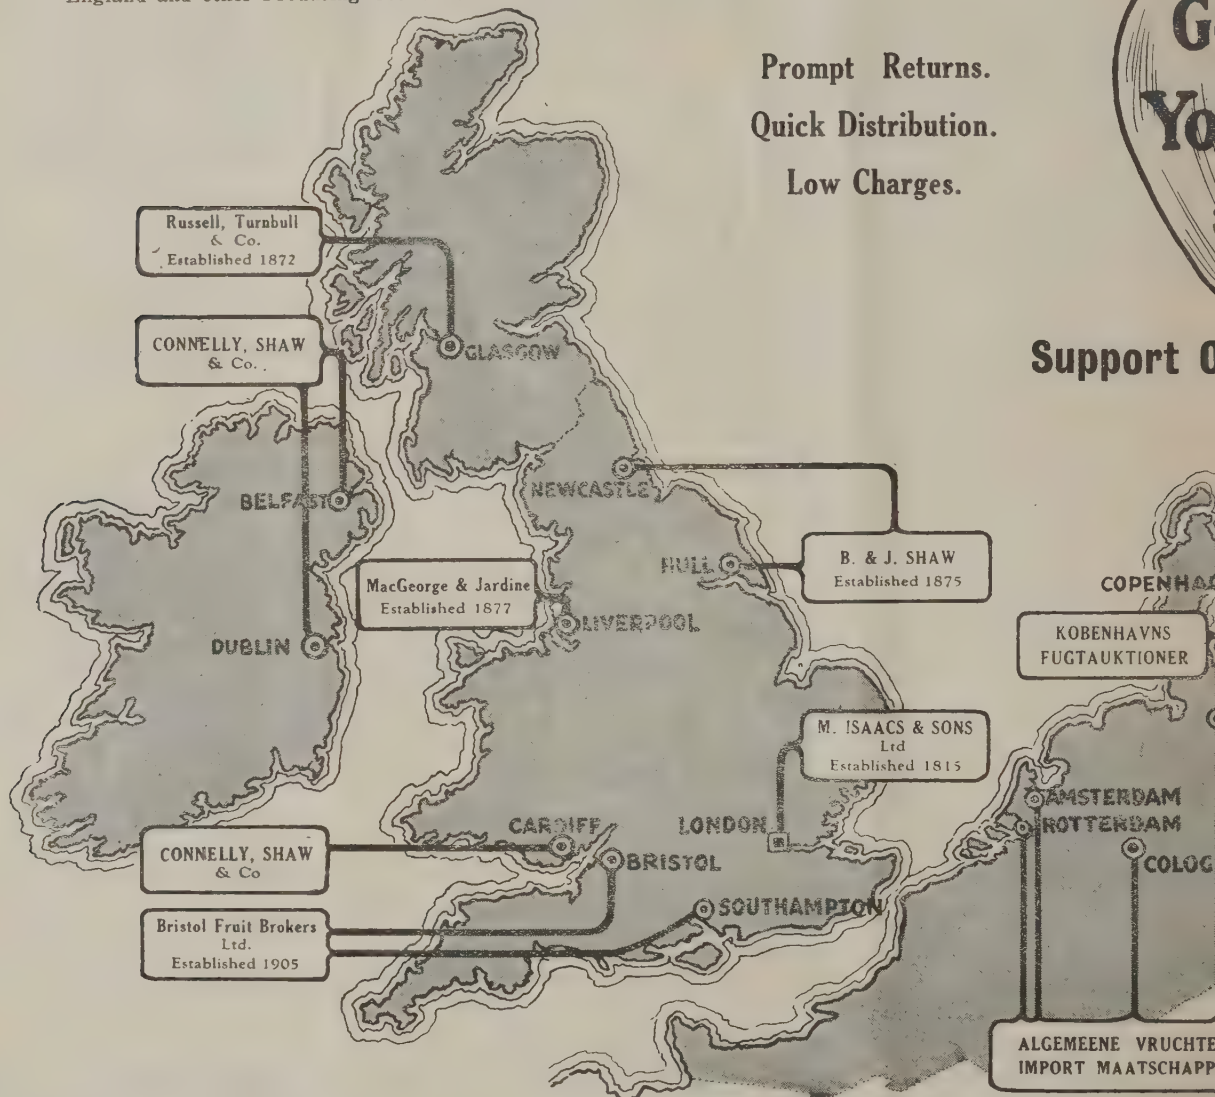 England and other
Prompt Returns.
Quick Distribution.
Low Charges.
G
Yo
Support O
Russell, Turnbull
& Co.
Established 1872
CONNELLY, SHAW
& Co.
GLASGOW
NEWCASTLE
BELFAST
HULL
B. & J. SHAW
Established 1875
MacGeorge & Jardine
Established 1877
LIVERPOOL
DUBLIN
COPENHAG
KOBENHAVNS
FUGTAUKTIONER
M. ISAACS & SONS
Ltd
Established 1815
AMSTERDAM
ROTTERDAM
COLOG
CARDIFF
LONDON
CONNELLY, SHAW
& Co
BRISTOL
SOUTHAMPTON
Bristol Fruit Brokers
Ltd.
Established 1905
ALGEMEENE VRUCHTE
IMPORT MAATSCHAPP